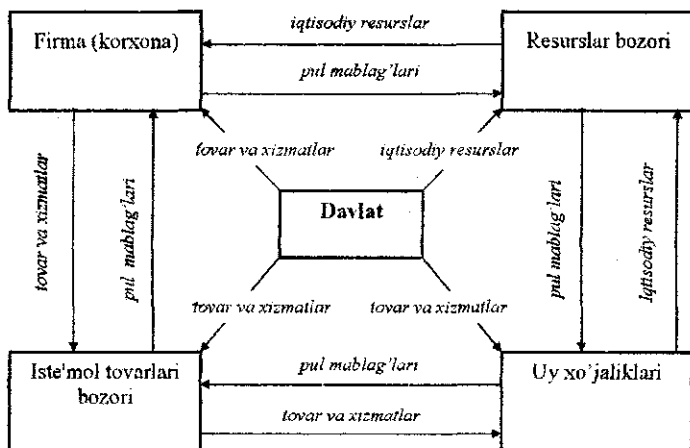 Firma (korxona)
iqtisodiy resurslar
Resurslar bozori
pul mablag'lari
tovar va xizmatlar
iqtisodiy resurslar
tovar va xizmatlar
pul mablag'lari
Davlat
pul mablag'lari
Iqtisodiy resurslar
tovar va xizmatlar
tovar va xizmatlar
Iste'mol tovarlari
bozori
pul mablag'lari
Uy xo'jaliklari
tovar va xizmatlar